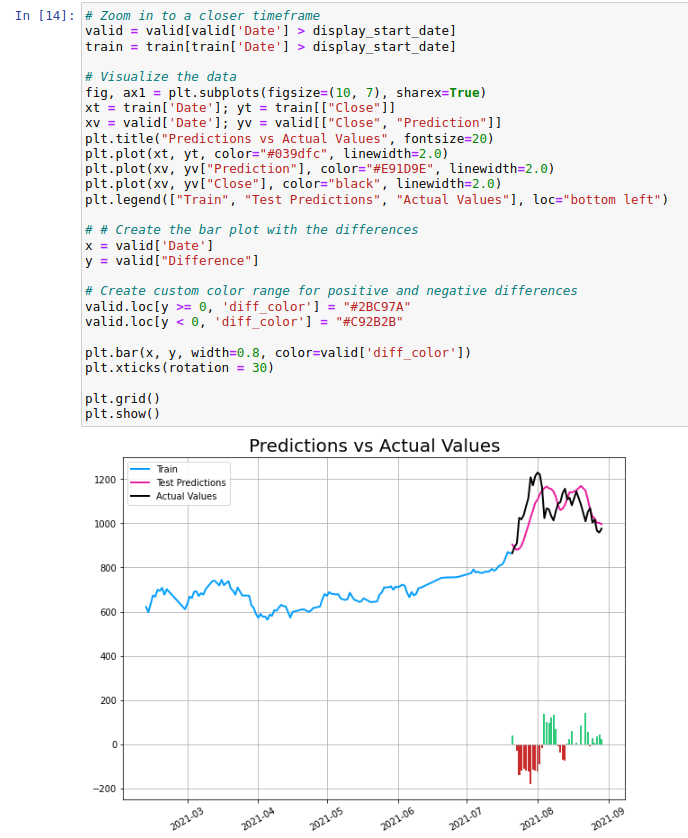 In [14]:
# Zoom in to a closer timeframe
valid = valid[valid['Date'] > display_start_date]
train = train[train['Date'] > display_start_date]
# Visualize the data
fig, ax1 = plt.subplots(figsize=(10, 7), sharex=True)
xt = train['Date']; yt = train[["Close"]]
xv = valid['Date']; yv = valid[["Close", "Prediction"]]
plt.title("Predictions vs Actual Values", fontsize=20)
plt.plot(xt, yt, color="#039dfc", linewidth=2.0)
plt.plot(xv, yv["Prediction"], color="#E91D9E", linewidth=2.0)
plt.plot(xv, yv["Close"], color="black", linewidth=2.0)
plt.legend(["Train", "Test Predictions", "Actual Values"], loc="bottom left")
# # Create the bar plot with the differences
x = valid['Date']
y = valid["Difference"]
# Create custom color range for positive and negative differences
valid.loc[y >= 0, 'diff_color'] = "#2BC97A"
valid.loc[y < 0, 'diff_color'] = "#C92B2B"
plt.bar(x, y, width=0.8, color=valid['diff_color'])
plt.xticks(rotation = 30)
plt.grid()
plt.show()
Predictions vs Actual Values
Train
Test Predictions
Actual Values
1200
1000
800
600
400
200
0
−200
2021-03
2021-04
2021-05
2021-06
2021-07
2021-08
2021-09